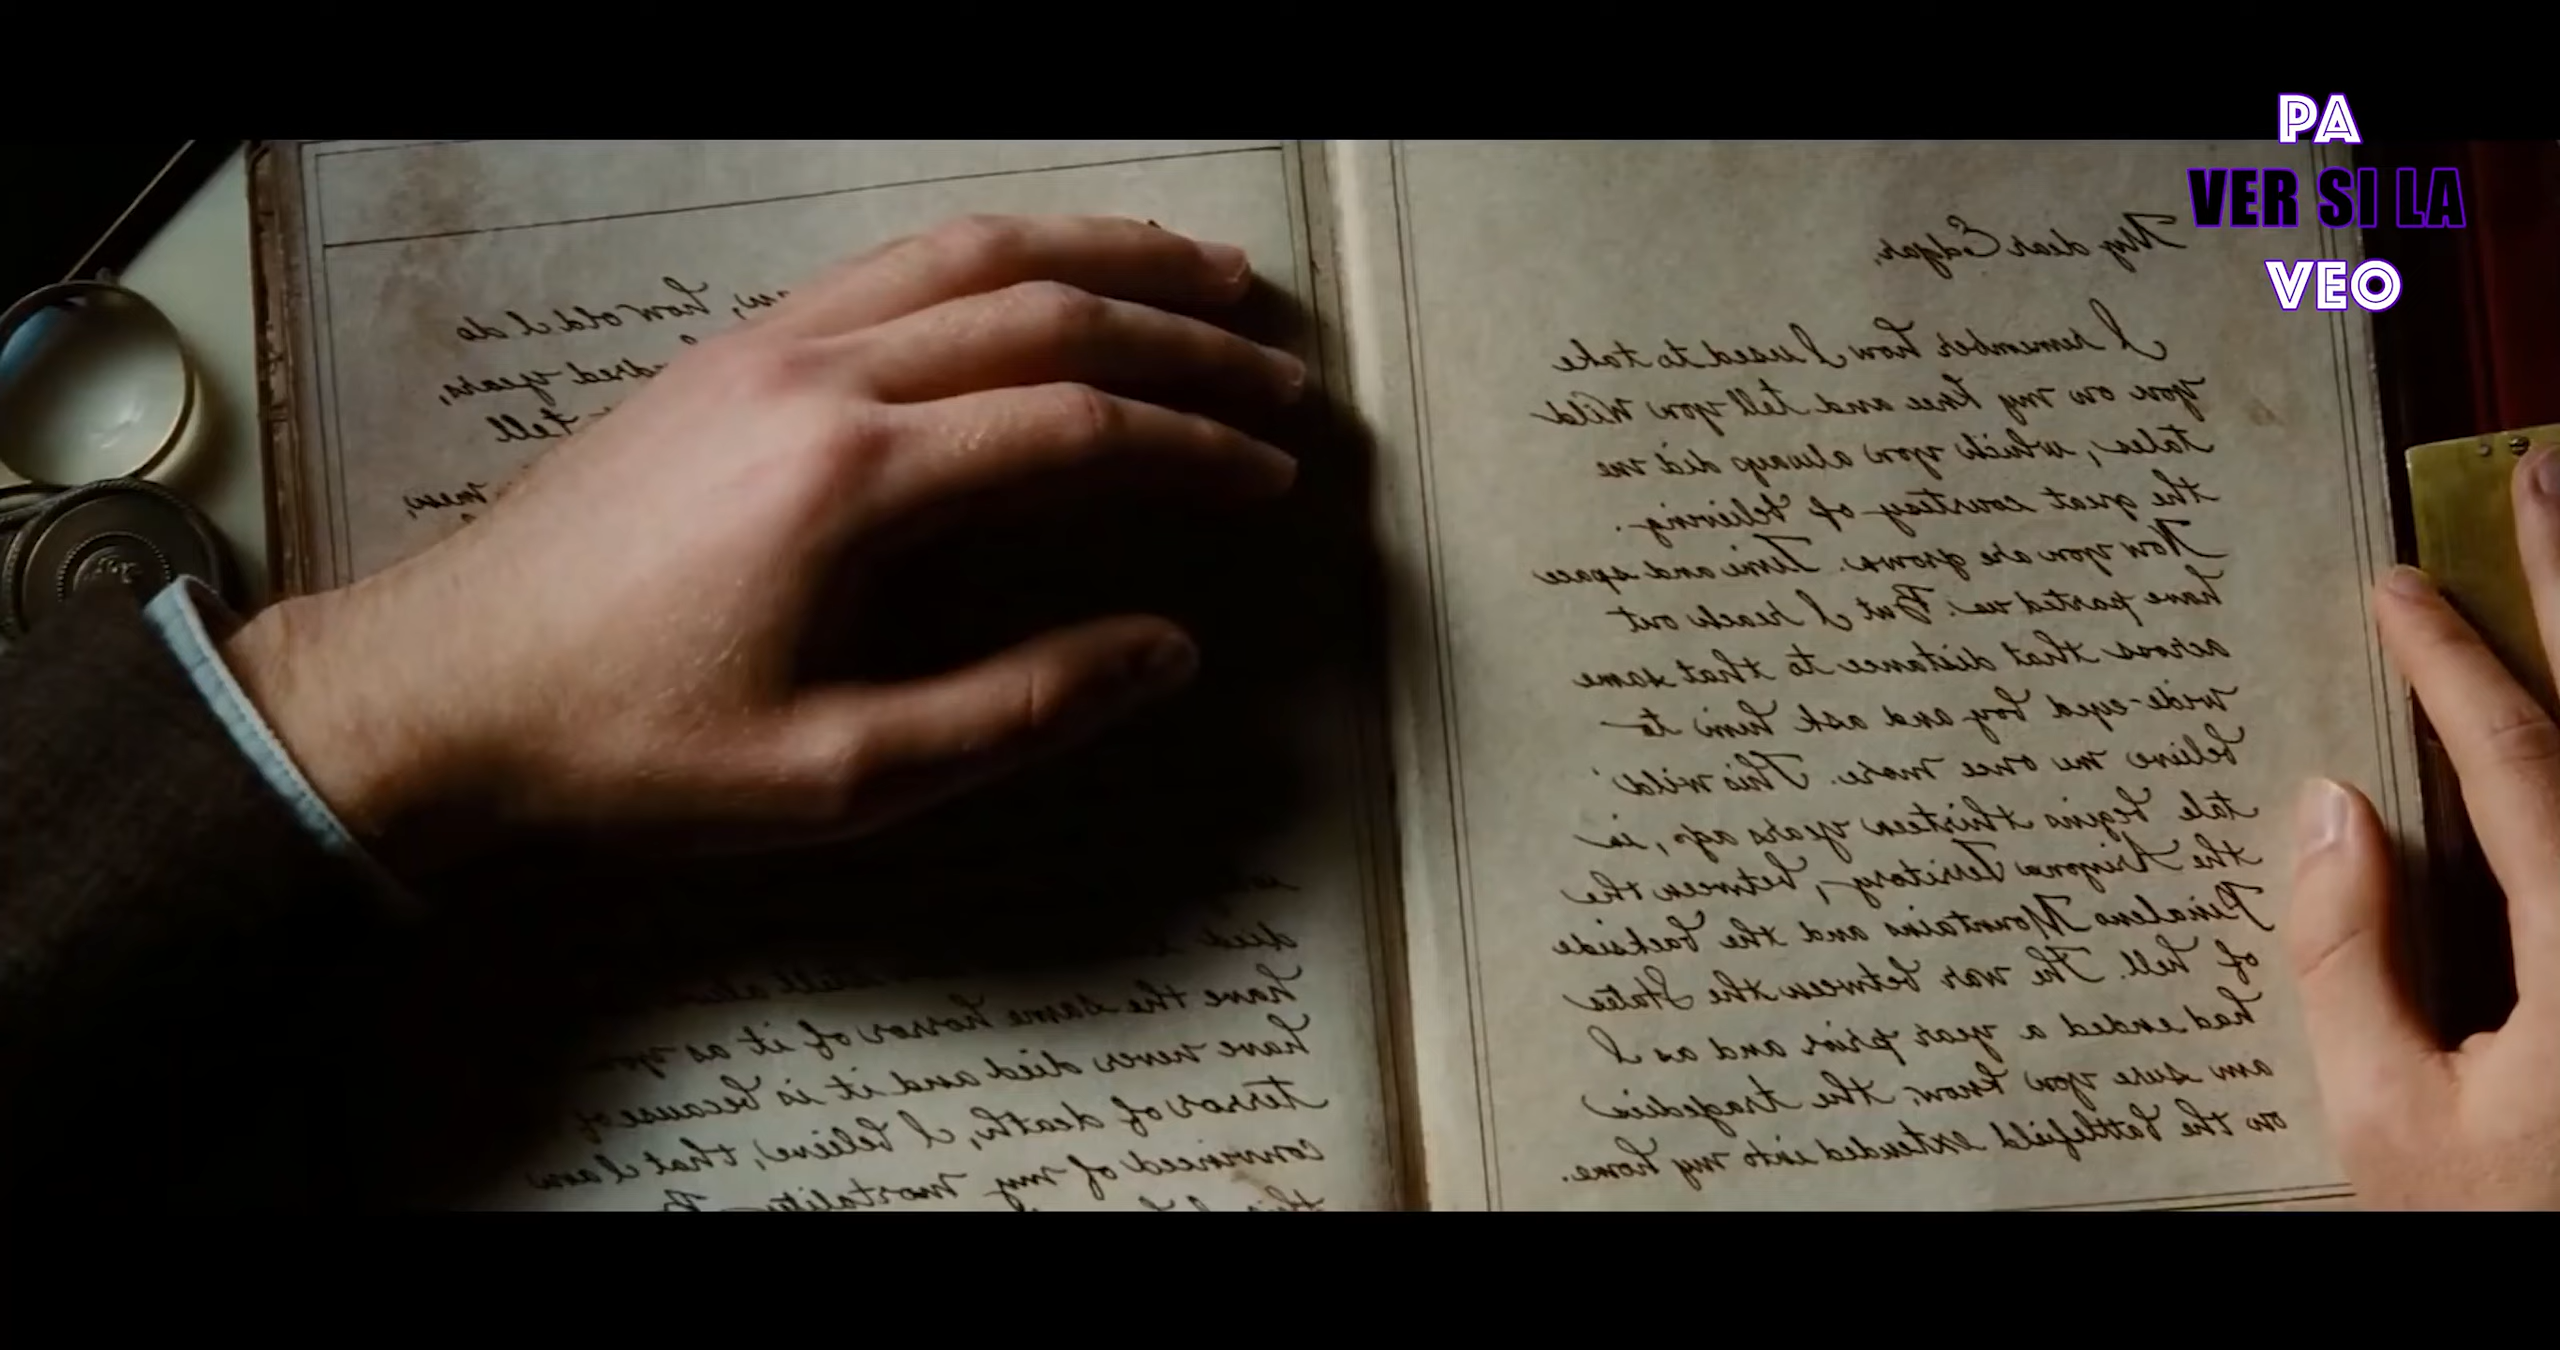 PA
VER SI LA
VEO
My dear Edgar,
I remember how I used to take
you on my knee and tell you wild
tales, which you always did me
the great courtesy of believing.
Now you are grown. Time and space
have parted us. But I reach out
across that distance to that same
wide-eyed boy and ask him to
believe me once more. This wild
tale begins thirteen years ago, in
the Arizona Territory, between the
Pinaleno Mountains and the backside
of hell. The war between the States
had ended a year prior and as I
am sure you know, the tragedies
on the battlefield extended into my home.
how old I do
years,
tell
men,
died still
have the same horror of it as
have never died and it is because of
terror of death, I believe, that I am
convinced of my mortality